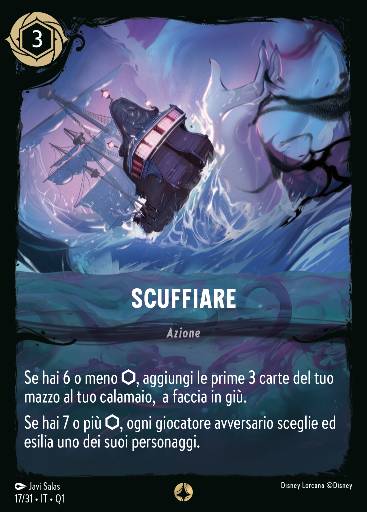 3
SCUFFIARE
Azione
Se hai 6 o meno ⬡, aggiungi le prime 3 carte del tuo
mazzo al tuo calamaio, a faccia in giù.
Se hai 7 o più ⬡, ogni giocatore avversario sceglie ed
esilia uno dei suoi personaggi.
Javi Salas
Disney Lorcana ©Disney
17/31 • IT • Q1